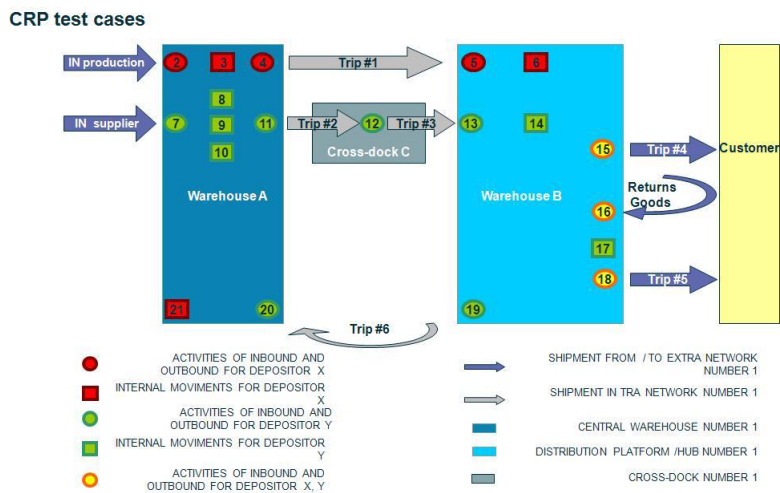 CRP test cases
IN production
2
3
4
Trip #1
5
6
8
IN supplier
7
9
11
Trip #2
12
Trip #3
13
14
10
Cross-dock C
15
Trip #4
Customer
Warehouse A
Warehouse B
Returns
Goods
16
17
18
Trip #5
21
20
19
Trip #6
ACTIVITIES OF INBOUND AND
OUTBOUND FOR DEPOSITOR X
INTERNAL MOVIMENTS FOR DEPOSITOR
X
ACTIVITIES OF INBOUND AND
OUTBOUND FOR DEPOSITOR Y
INTERNAL MOVIMENTS FOR DEPOSITOR
Y
ACTIVITIES OF INBOUND AND
OUTBOUND FOR DEPOSITOR X, Y
SHIPMENT FROM / TO EXTRA NETWORK
NUMBER 1
SHIPMENT IN TRA NETWORK NUMBER 1
CENTRAL WAREHOUSE NUMBER 1
DISTRIBUTION PLATFORM /HUB NUMBER 1
CROSS-DOCK NUMBER 1